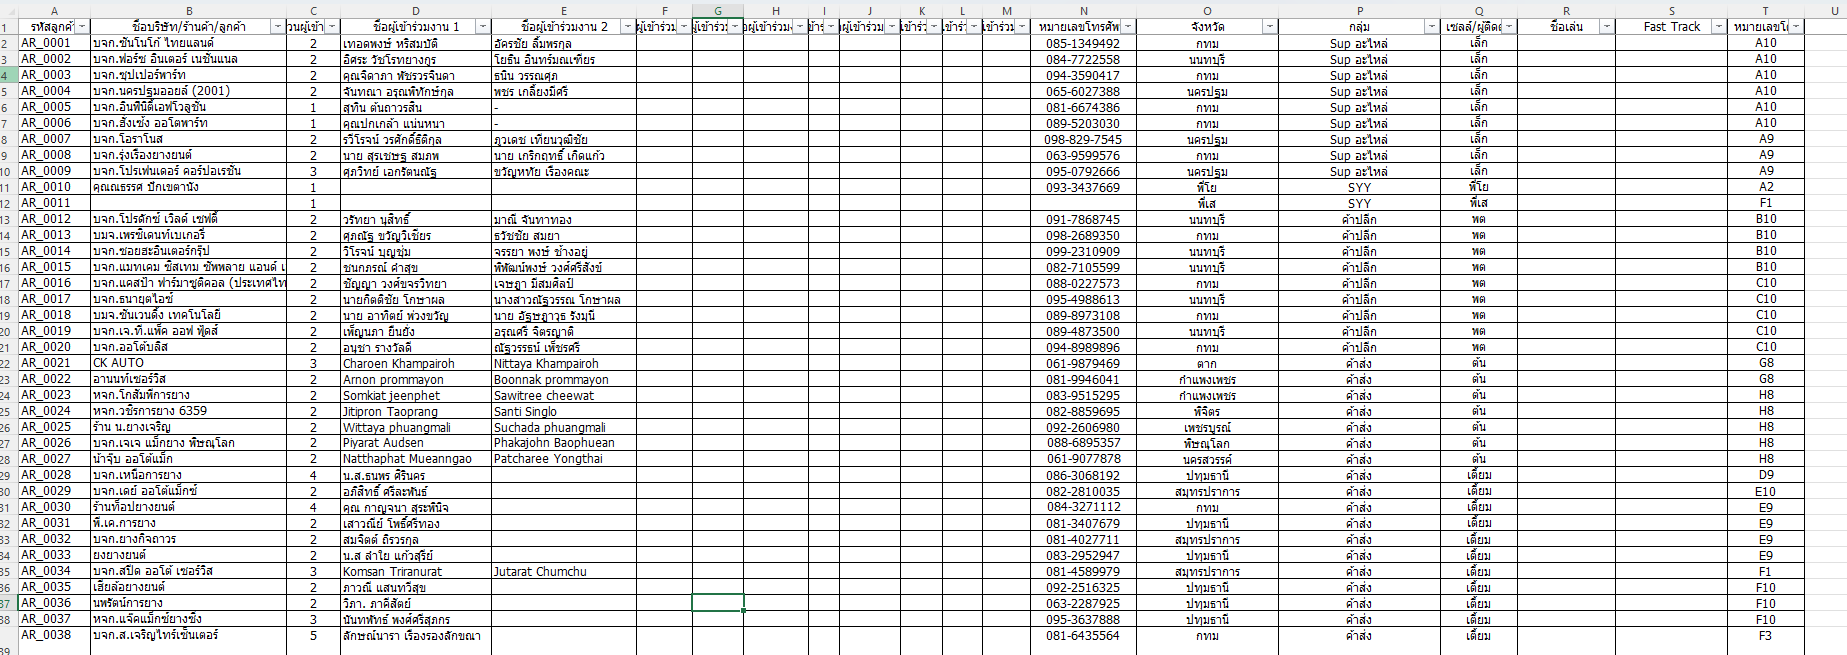 A B C D E F G H I J K L M N O P Q R S T U
1 รหัสลูกค้า ชื่อบริษัท/ร้านค้า/ลูกค้า ชื่อผู้เข้าร่วมงาน 1 ชื่อผู้เข้าร่วมงาน 2 หมายเลขโทรศัพ จังหวัด กลุ่ม เซลล์/ผู้ติดต ชื่อเล่น Fast Track หมายเลขโ
2 AR_0001 บจก.ซันโนโก้ ไทยแลนด์ 2 เทอดพงษ์ หริสมบัติ อัครชัย ลิ้มพรกุล 085-1349492 กทม Sup อะไหล่ เล็ก A10
3 AR_0002 บจก.ฟอร์ซ อินเตอร์ เนชั่นแนล 2 อิศระ วัชโรทยางกูร โยธิน อินทร์มณเฑียร 084-7722558 นนทบุรี Sup อะไหล่ เล็ก A10
4 AR_0003 บจก.ซุปเปอร์พาร์ท 2 คุณจิดาภา พัชรวรจินดา ธนิน วรรณศุภ 094-3590417 กทม Sup อะไหล่ เล็ก A10
5 AR_0004 บจก.นครปฐมออยล์ (2001) 2 จันทณา อรุณพิทักษ์กุล พชร เกลี้ยงมีศรี 065-6027388 นครปฐม Sup อะไหล่ เล็ก A10
6 AR_0005 บจก.อินฟินิตี้เอฟโวลูชั่น 1 สุทิน ตันถาวรสิน - 081-6674386 กทม Sup อะไหล่ เล็ก A10
7 AR_0006 บจก.ฮั่งเซ้ง ออโตพาร์ท 1 คุณปกเกล้า แน่นหนา - 089-5203030 กทม Sup อะไหล่ เล็ก A10
8 AR_0007 บจก.โอราโนส 2 รวีโรจน์ วรศักดิ์ธิติกุล ภูวเดช เทียนวุฒิชัย 098-829-7545 นครปฐม Sup อะไหล่ เล็ก A9
9 AR_0008 บจก.รุ่งเรืองยางยนต์ 2 นาย สุรเชษฐ สมภพ นาย เกริกฤทธิ์ เกิดแก้ว 063-9599576 กทม Sup อะไหล่ เล็ก A9
10 AR_0009 บจก.โปรเฟนเดอร์ คอร์ปอเรชั่น 3 ศุภวิทย์ เอกรัตนณัฐ ขวัญหทัย เรืองคณะ 095-0792666 นครปฐม Sup อะไหล่ เล็ก A9
11 AR_0010 คุณณธรรศ ปีกเขตานัง 1 093-3437669 พี่โย SYY พี่โย A2
12 AR_0011 1 พี่เส SYY พี่เส F1
13 AR_0012 บจก.โปรดักซ์ เวิลด์ เซฟตี้ 2 วรัทยา นุสิทธิ์ มาณี จันทาทอง 091-7868745 นนทบุรี ค้าปลีก พต B10
14 AR_0013 บมจ.เพรซิเดนท์เบเกอรี่ 2 ศุภณัฐ ขวัญวิเชียร ธวัชชัย สมยา 098-2689350 กทม ค้าปลีก พต B10
15 AR_0014 บจก.ซอยฮะอินเตอร์กรุ๊ป 2 วิโรจน์ บุญชุ่ม จรรยา พงษ์ ช้างอยู่ 099-2310909 นนทบุรี ค้าปลีก พต B10
16 AR_0015 บจก.แมทเคม ซิสเทม ซัพพลาย แอนด์ เ 2 ชนกภรณ์ คำสุข พิพัฒน์พงษ์ วงศ์ศรีสังข์ 082-7105599 นนทบุรี ค้าปลีก พต B10
17 AR_0016 บจก.แคสป้า ฟาร์มาซูติคอล (ประเทศไท 2 ชัญญา วงศ์ขจรวิทยา เจษฎา มีสมศิลป์ 088-0227573 กทม ค้าปลีก พต C10
18 AR_0017 บจก.ธนายุตไอซ์ 2 นายกิตติชัย โกษาผล นางสาวณัฐวรรณ โกษาผล 095-4988613 นนทบุรี ค้าปลีก พต C10
19 AR_0018 บมจ.ซันเวนดิ้ง เทคโนโลยี 2 นาย อาทิตย์ พ่วงขวัญ นาย อัฐษฎาวุธ รังมุนี 089-8973108 กทม ค้าปลีก พต C10
20 AR_0019 บจก.เจ.ที.แพ็ค ออฟ ฟู้ดส์ 2 เพ็ญนภา ยืนยั่ง อรุณศรี จิตรญาติ 089-4873500 นนทบุรี ค้าปลีก พต C10
21 AR_0020 บจก.ออโต้บลิส 2 อนุชา รางวัลดี ณัฐวรรธน์ เพ็ชรศรี 094-8989896 กทม ค้าปลีก พต C10
22 AR_0021 CK AUTO 3 Charoen Khampairoh Nittaya Khampairoh 061-9879469 ตาก ค้าส่ง ต้น G8
23 AR_0022 อานนท์เซอร์วิส 2 Arnon prommayon Boonnak prommayon 081-9946041 กำแพงเพชร ค้าส่ง ต้น G8
24 AR_0023 หจก.โกสัมพีการยาง 2 Somkiat jeenphet Sawitree cheewat 083-9515295 กำแพงเพชร ค้าส่ง ต้น H8
25 AR_0024 หจก.วชิรการยาง 6359 2 Jitipron Taoprang Santi Singlo 082-8859695 พิจิตร ค้าส่ง ต้น H8
26 AR_0025 ร้าน น.ยางเจริญ 2 Wittaya phuangmali Suchada phuangmali 092-2606980 เพชรบูรณ์ ค้าส่ง ต้น H8
27 AR_0026 บจก.เจเจ แม็กยาง พิษณุโลก 2 Piyarat Audsen Phakajohn Baophuean 088-6895357 พิษณุโลก ค้าส่ง ต้น H8
28 AR_0027 น้าจุ๊บ ออโต้แม็ก 2 Natthaphat Mueanngao Patcharee Yongthai 061-9077878 นครสวรรค์ ค้าส่ง ต้น H8
29 AR_0028 บจก.เหนือการยาง 4 น.ส.ธนพร ศิรินคร 086-3068192 ปทุมธานี ค้าส่ง เตี้ยม D9
30 AR_0029 บจก.เดย์ ออโต้แม็กซ์ 2 อภิสิทธิ์ ศรีละพันธ์ 082-2810035 สมุทรปราการ ค้าส่ง เตี้ยม E10
31 AR_0030 ร้านท็อปยางยนต์ 4 คุณ กาญจนา สุระพินิจ 084-3271112 กทม ค้าส่ง เตี้ยม E9
32 AR_0031 พี.เค.การยาง 2 เสาวณีย์ โพธิ์ศรีทอง 081-3407679 ปทุมธานี ค้าส่ง เตี้ยม E9
33 AR_0032 บจก.ยางกิจถาวร 2 สมจิตต์ ถิรวรกุล 081-4027711 สมุทรปราการ ค้าส่ง เตี้ยม E9
34 AR_0033 ยงยางยนต์ 2 น.ส ลำใย แก้วสุรีย์ 083-2952947 ปทุมธานี ค้าส่ง เตี้ยม E9
35 AR_0034 บจก.สปีด ออโต้ เซอร์วิส 3 Komsan Triranurat Jutarat Chumchu 081-4589979 สมุทรปราการ ค้าส่ง เตี้ยม F1
36 AR_0035 เฮียล้อยางยนต์ 2 ภาวณี แสนทวีสุข 092-2516325 ปทุมธานี ค้าส่ง เตี้ยม F10
37 AR_0036 นพรัตน์การยาง 2 วิภา. ภาคีสัตย์ 063-2287925 ปทุมธานี ค้าส่ง เตี้ยม F10
38 AR_0037 หจก.แจ๊คแม็กซ์ยางซิ่ง 3 นันทพัทธ์ พงศ์ศรีสุภกร 095-3637888 ปทุมธานี ค้าส่ง เตี้ยม F10
AR_0038 บจก.ส.เจริญไทร์เซ็นเตอร์ 5 ลักษณ์นารา เรืองรองลักขณา 081-6435564 กทม ค้าส่ง เตี้ยม F3
39